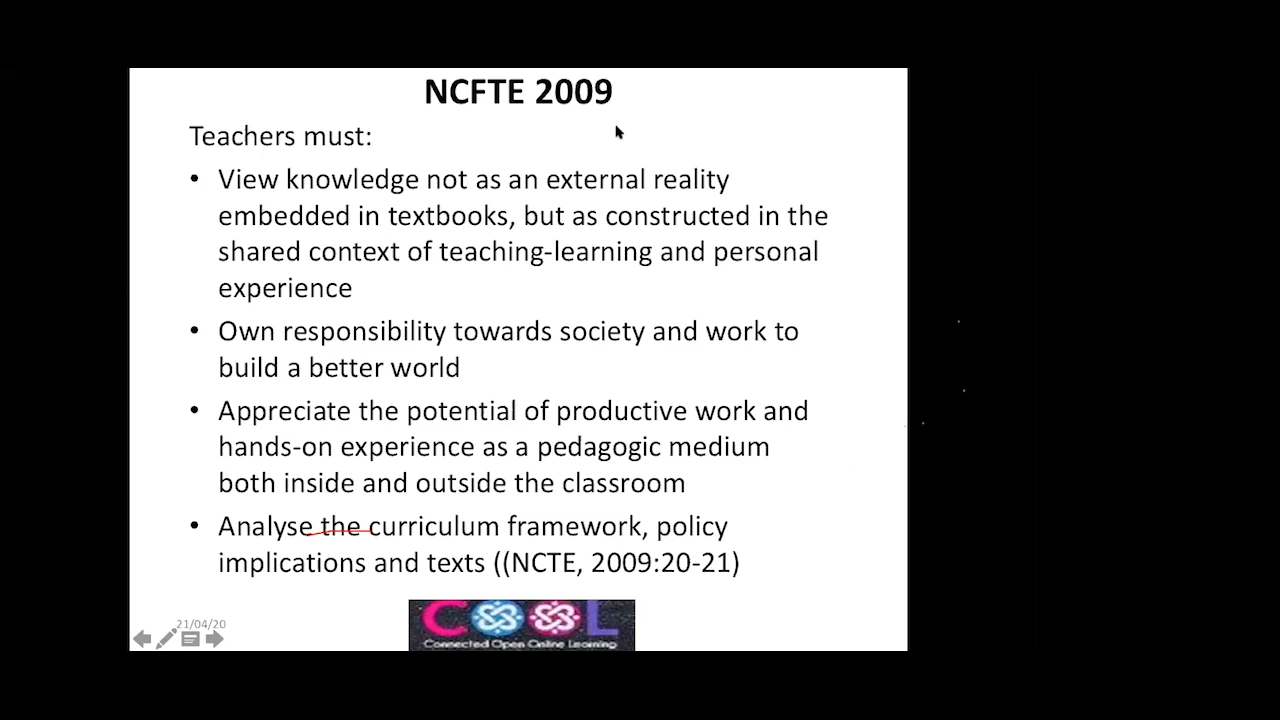 NCFTE 2009
Teachers must:
• View knowledge not as an external reality
embedded in textbooks, but as constructed in the
shared context of teaching-learning and personal
experience
• Own responsibility towards society and work to
build a better world
• Appreciate the potential of productive work and
hands-on experience as a pedagogic medium
both inside and outside the classroom
• Analyse the curriculum framework, policy
implications and texts ((NCTE, 2009:20-21)
21/04/20
COOL
Connected Open Online Learning